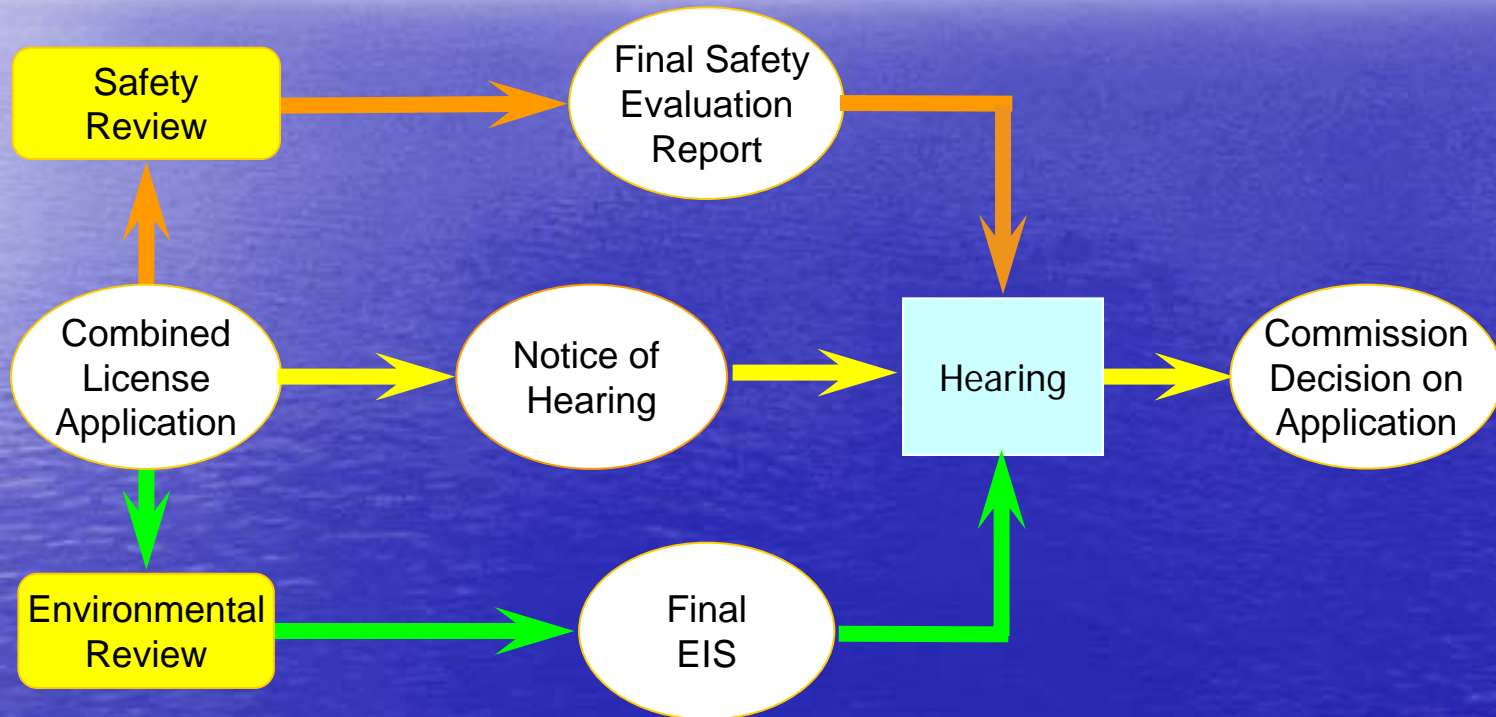 Safety
Review
Final Safety
Evaluation
Report
Combined
License
Application
Notice of
Hearing
Hearing
Commission
Decision on
Application
Environmental
Review
Final
EIS